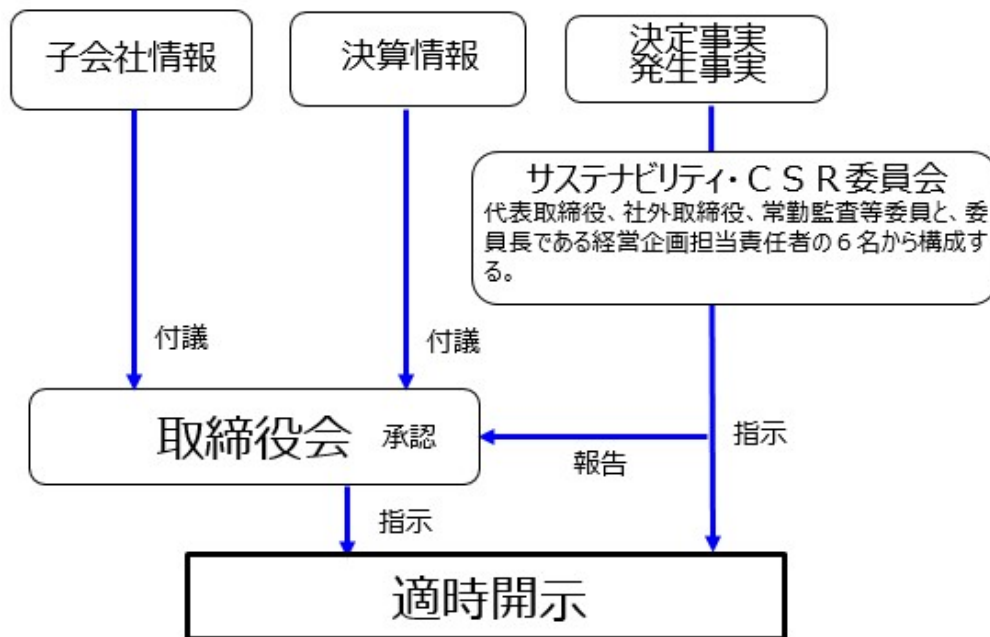 子会社情報
決算情報
決定事実
発生事実
サステナビリティ・ＣＳＲ委員会
代表取締役、社外取締役、常勤監査等委員と、委
員長である経営企画担当責任者の６名から構成す
る。
付議
付議
取締役会 承認
報告
指示
指示
適時開示